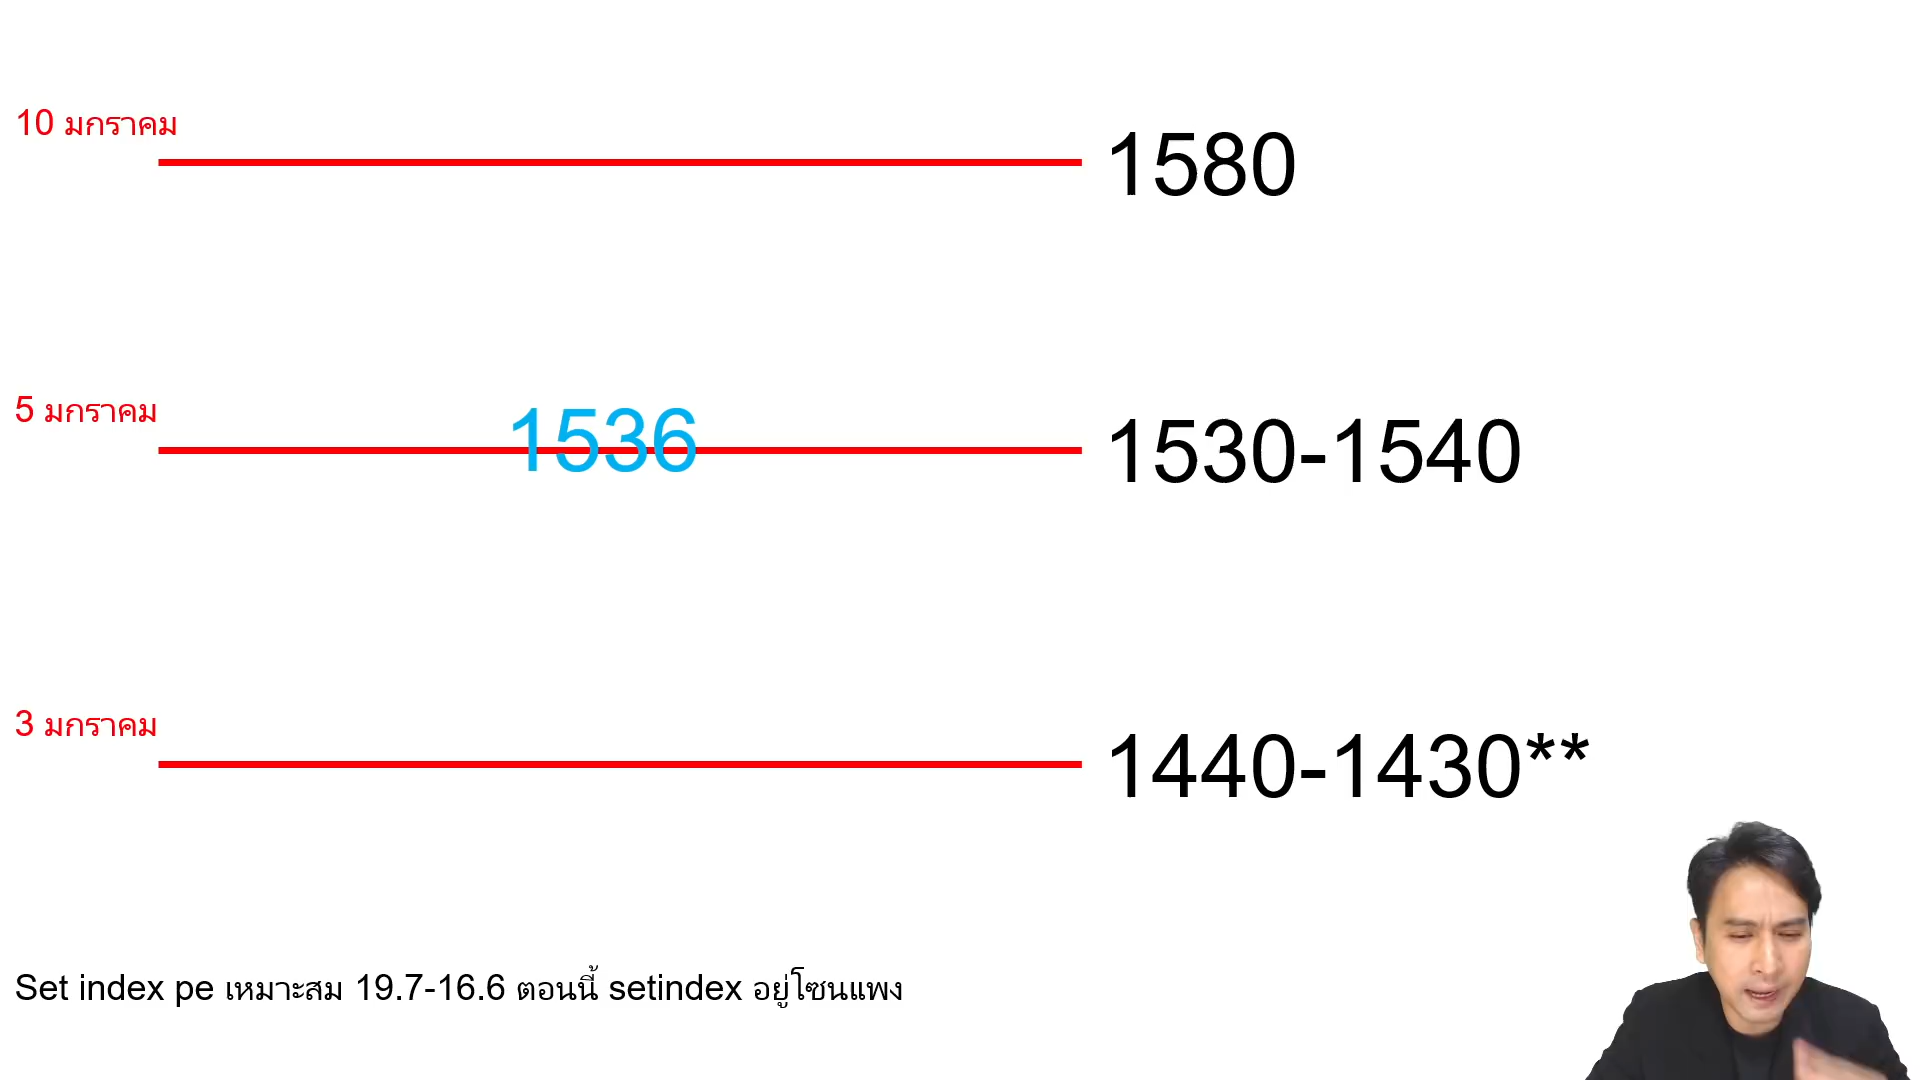 10 มกราคม
1580
5 มกราคม
1536
1530-1540
3 มกราคม
1440-1430**
Set index pe เหมาะสม 19.7-16.6 ตอนนี้ setindex อยู่โซนแพง